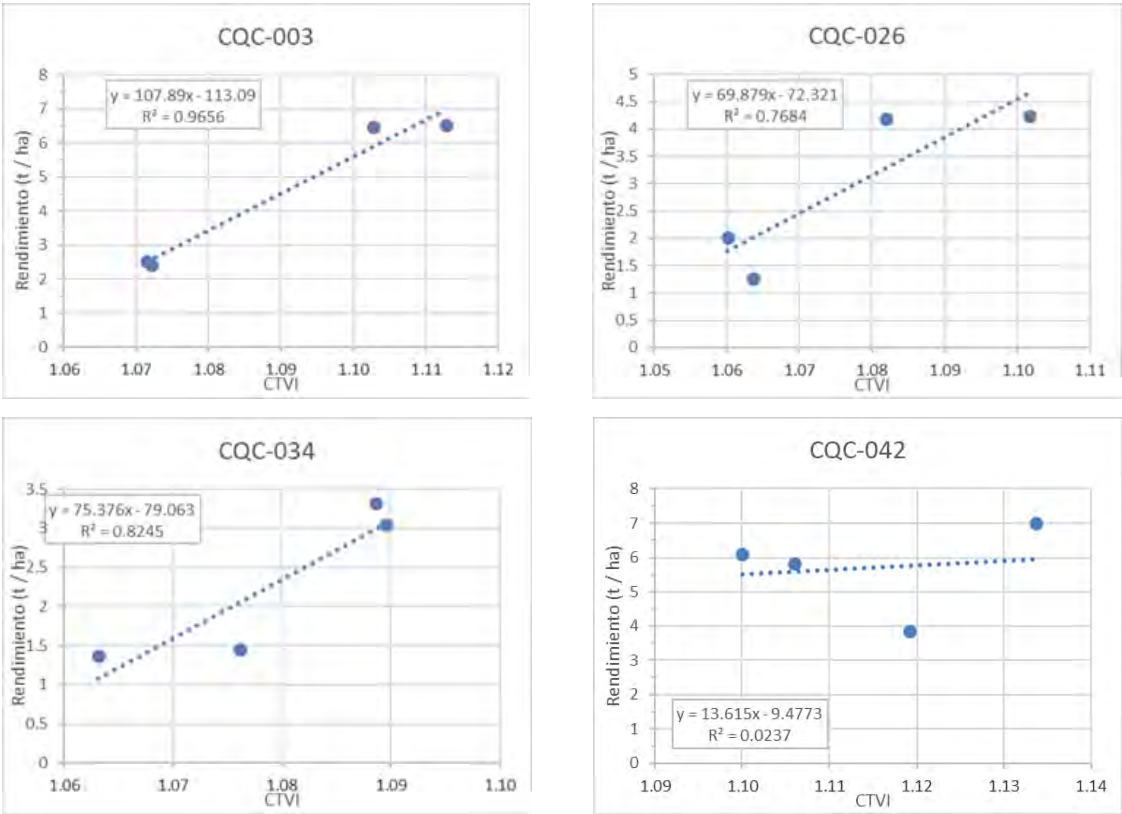 CQC-003
y = 107.89x - 113.09
R² = 0.9656
Rendimiento (t / ha)
8
7
6
5
4
3
2
1
0
1.06 1.07 1.08 1.09 1.10 1.11 1.12
CTVI
CQC-026
y = 69.879x - 72.321
R² = 0.7684
Rendimiento (t / ha)
5
4.5
4
3.5
3
2.5
2
1.5
1
0.5
0
1.05 1.06 1.07 1.08 1.09 1.10 1.11
CTVI
CQC-034
y = 75.376x - 79.063
R² = 0.8245
Rendimiento (t / ha)
3.5
3
2.5
2
1.5
1
0.5
0
1.06 1.07 1.08 1.09 1.10
CTVI
CQC-042
Rendimiento (t / ha)
8
7
6
5
4
3
2
1
0
y = 13.615x - 9.4773
R² = 0.0237
1.09 1.10 1.11 1.12 1.13 1.14
CTVI